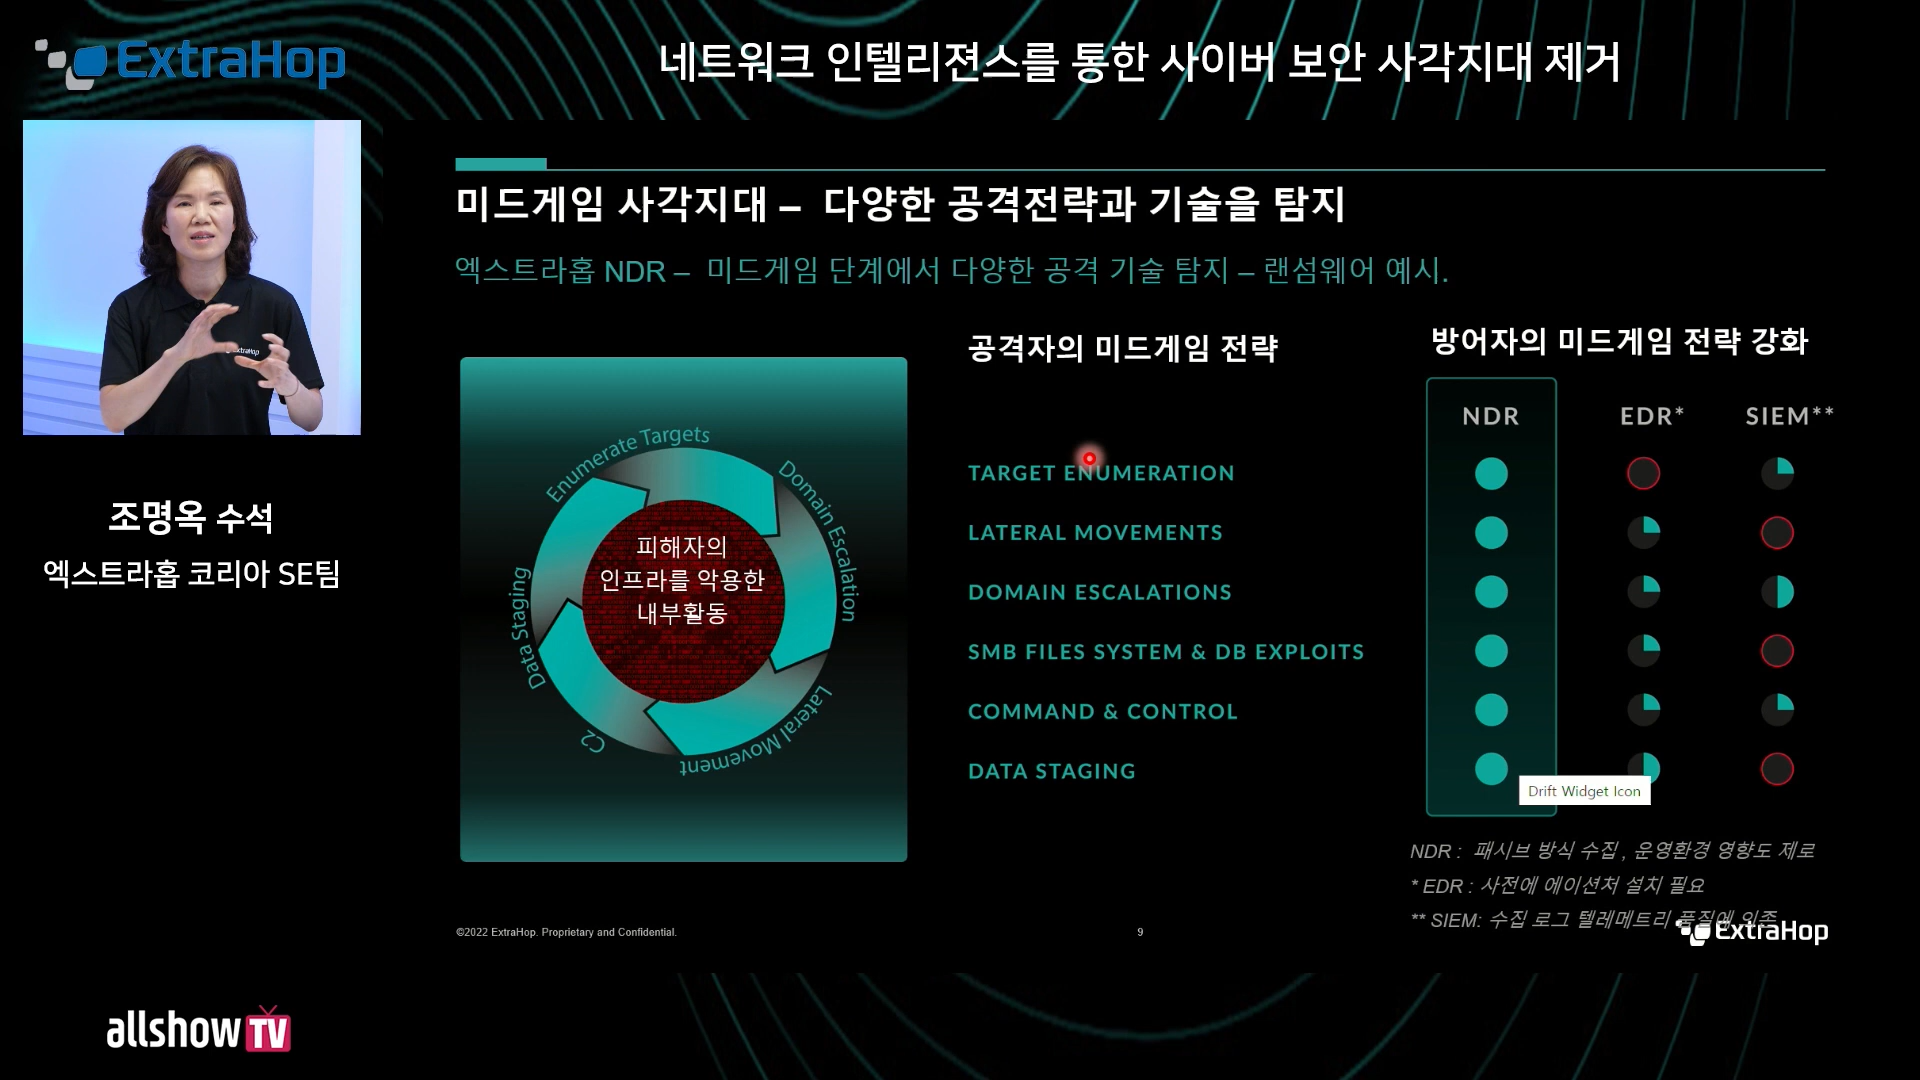 ExtraHop
네트워크 인텔리젼스를 통한 사이버 보안 사각지대 제거
미드게임 사각지대 – 다양한 공격전략과 기술을 탐지
엑스트라홉 NDR – 미드게임 단계에서 다양한 공격 기술 탐지 – 랜섬웨어 예시.
ExtraHop
조명옥 수석
엑스트라홉 코리아 SE팀
Enumerate Targets
Domain Escalation
Lateral Movement
C2
Data Staging
피해자의
인프라를 악용한
내부활동
공격자의 미드게임 전략
TARGET ENUMERATION
LATERAL MOVEMENTS
DOMAIN ESCALATIONS
SMB FILES SYSTEM & DB EXPLOITS
COMMAND & CONTROL
DATA STAGING
방어자의 미드게임 전략 강화
NDR EDR* SIEM**
Drift Widget Icon
NDR : 패시브 방식 수집 , 운영환경 영향도 제로
* EDR : 사전에 에이션처 설치 필요
** SIEM: 수집 로그 텔레메트리 품질에 의존
©2022 ExtraHop. Proprietary and Confidential.
9
ExtraHop
allshow TV